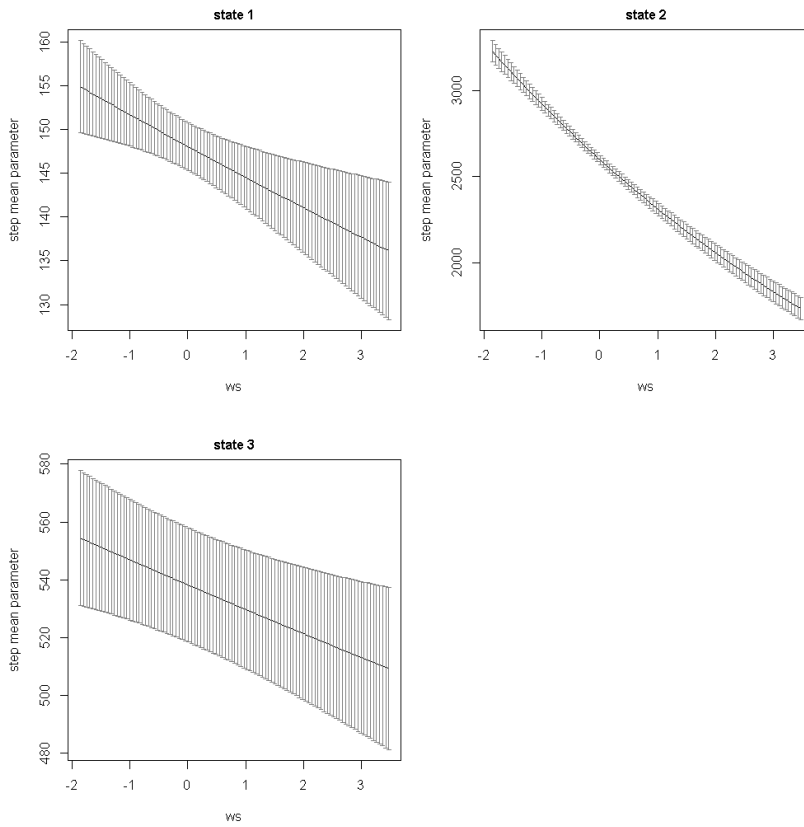 state 1
step mean parameter
160
155
150
145
140
135
130
-2 -1 0 1 2 3
ws
state 2
step mean parameter
3000
2500
2000
-2 -1 0 1 2 3
ws
state 3
step mean parameter
580
560
540
520
500
480
-2 -1 0 1 2 3
ws